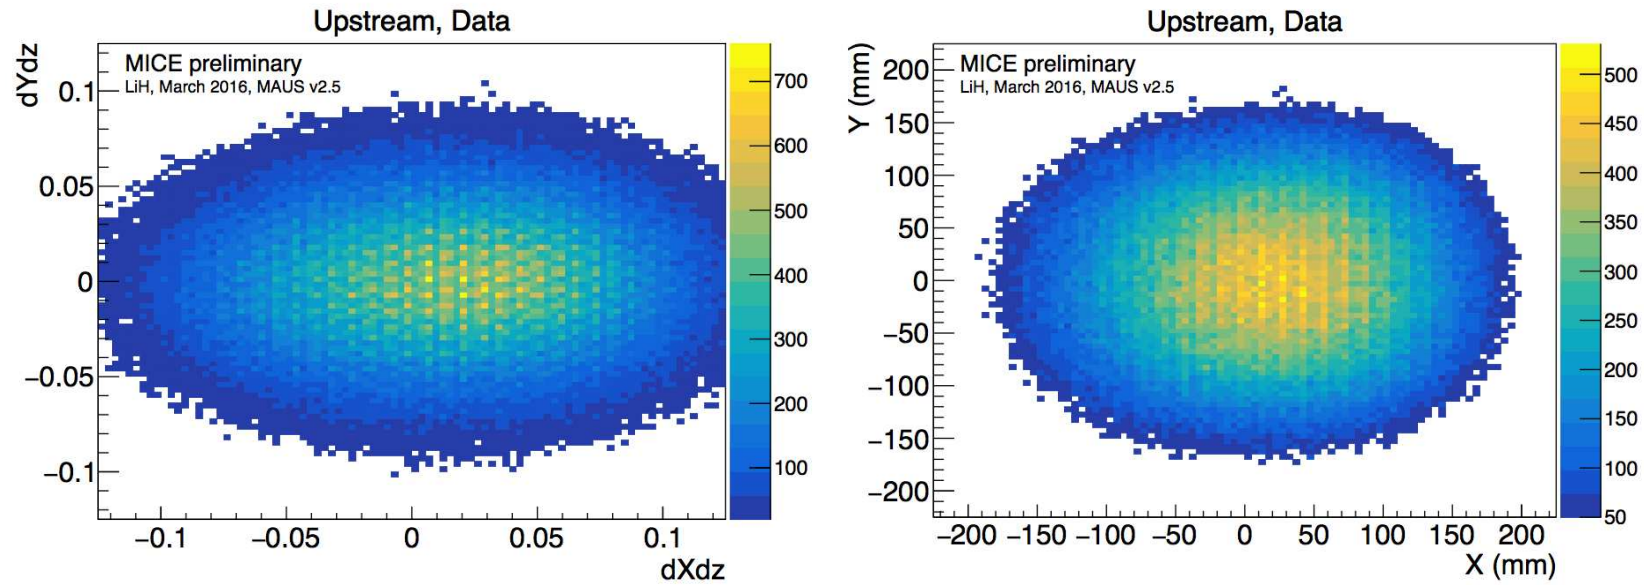 Upstream, Data
dYdz
MICE preliminary
LiH, March 2016, MAUS v2.5
0.1
0.05
0
−0.05
−0.1
−0.1 −0.05 0 0.05 0.1
dXdz
700
600
500
400
300
200
100
Upstream, Data
Y (mm)
MICE preliminary
LiH, March 2016, MAUS v2.5
200
150
100
50
0
−50
−100
−150
−200
−200 −150 −100 −50 0 50 100 150 200
X (mm)
500
450
400
350
300
250
200
150
100
50